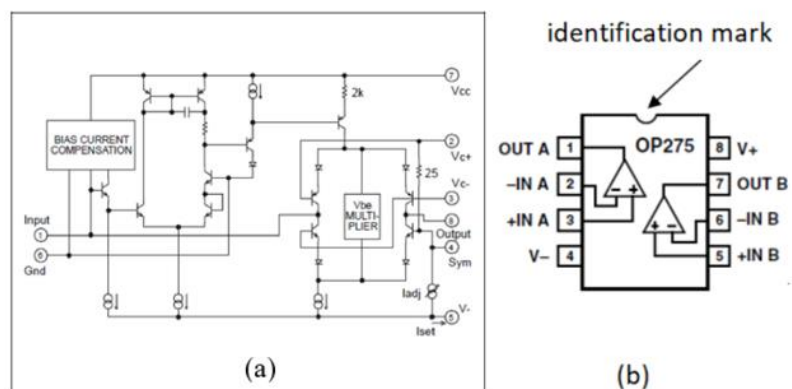 identification mark
7
Vcc
2k
BIAS CURRENT
COMPENSATION
2
Vc+
25
Vc-
3
Vbe
MULTI-
PLIER
Input
1
8
Output
4
Sym
6
Gnd
Iadj
V-
5
Iset
(a)
OP275
OUT A 1
8 V+
-IN A 2
7 OUT B
+IN A 3
6 -IN B
V- 4
5 +IN B
- +
+ -
(b)